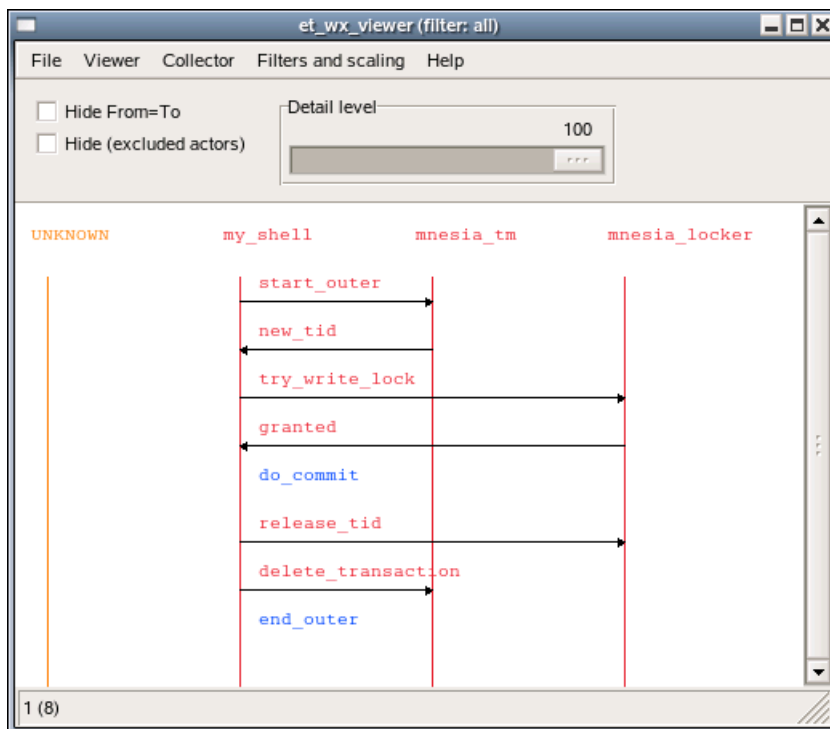 et_wx_viewer (filter: all)
File Viewer Collector Filters and scaling Help
Hide From=To
Hide (excluded actors)
Detail level
100
UNKNOWN my_shell mnesia_tm mnesia_locker
start_outer
new_tid
try_write_lock
granted
do_commit
release_tid
delete_transaction
end_outer
1 (8)